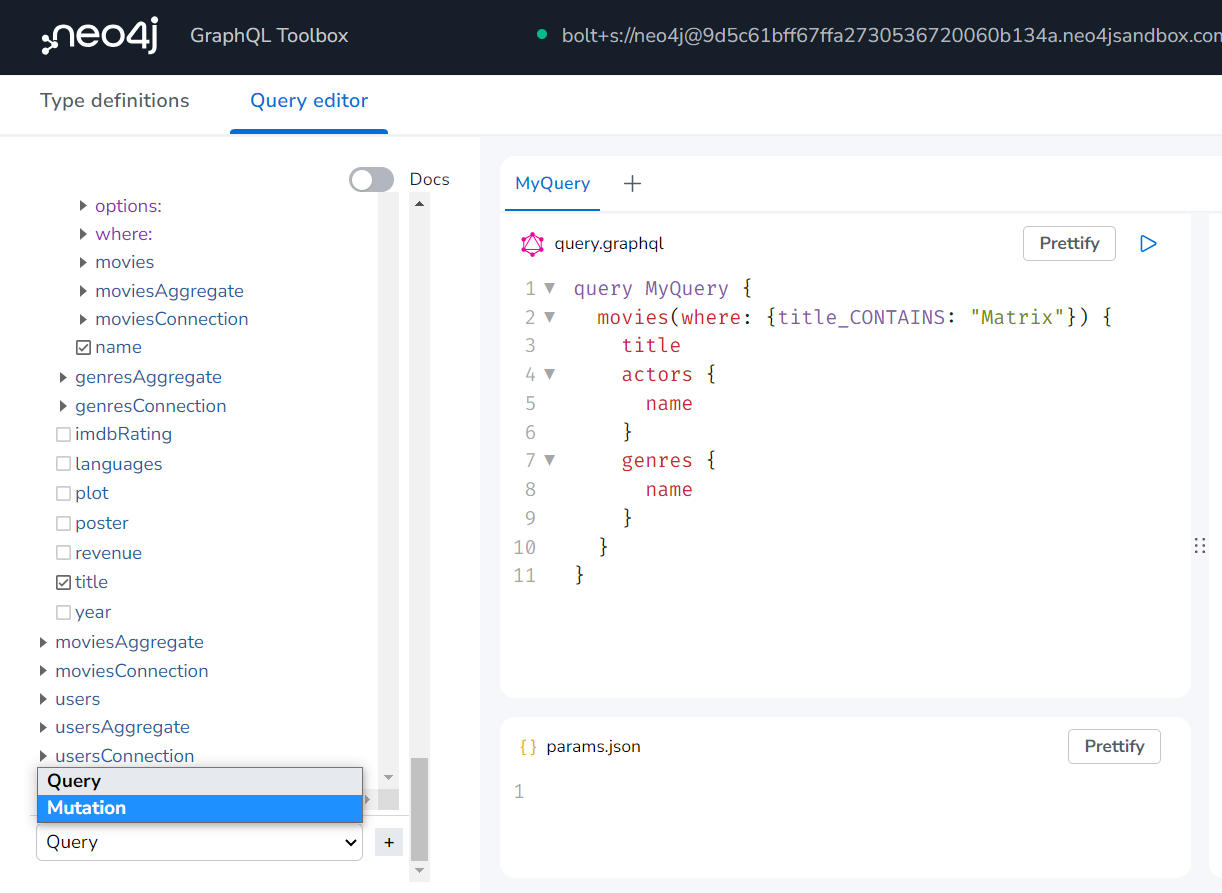 neo4j GraphQL Toolbox bolt+s://neo4j@9d5c61bff67ffa2730536720060b134a.neo4jsandbox.con
Type definitions Query editor
Docs
options:
where:
movies
moviesAggregate
moviesConnection
name
genresAggregate
genresConnection
imdbRating
languages
plot
poster
revenue
title
year
moviesAggregate
moviesConnection
users
usersAggregate
usersConnection
Query
Mutation
Query +
MyQuery +
query.graphql Prettify
1 query MyQuery {
2 movies(where: {title_CONTAINS: "Matrix"}) {
3 title
4 actors {
5 name
6 }
7 genres {
8 name
9 }
10 }
11 }
{} params.json Prettify
1